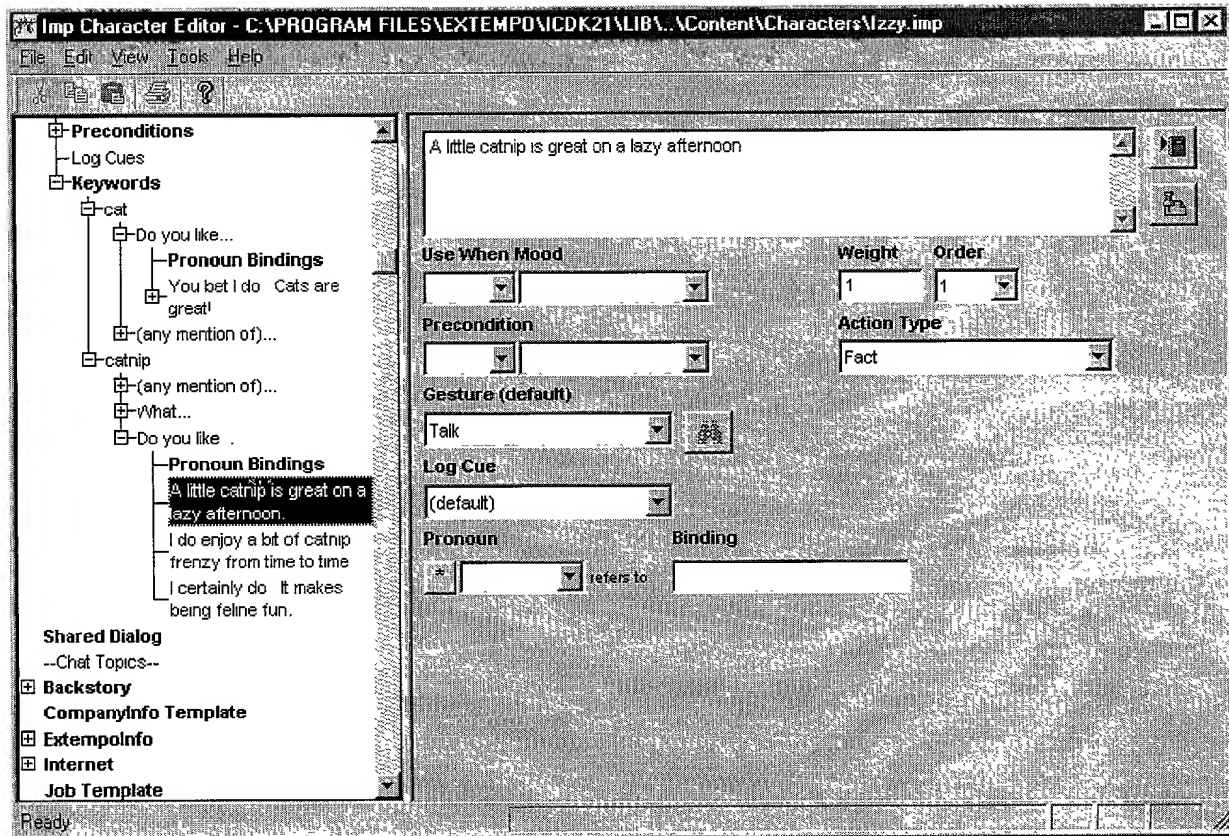 Imp Character Editor - C:\PROGRAM FILES\EXTEMPO\ICDK21\LIB\..\Content\Characters\Izzy.imp
File Edit View Tools Help
Preconditions
Log Cues
Keywords
cat
Do you like...
Pronoun Bindings
You bet I do Cats are
great!
(any mention of)...
catnip
(any mention of)...
What...
Do you like .
Pronoun Bindings
A little catnip is great on a
lazy afternoon.
I do enjoy a bit of catnip
frenzy from time to time
I certainly do It makes
being feline fun.
Shared Dialog
--Chat Topics--
Backstory
CompanyInfo Template
ExtempoInfo
Internet
Job Template
A little catnip is great on a lazy afternoon
Use When Mood
Weight Order
1 1
Precondition
Action Type
Fact
Gesture (default)
Talk
Log Cue
(default)
Pronoun Binding
* refers to
Ready